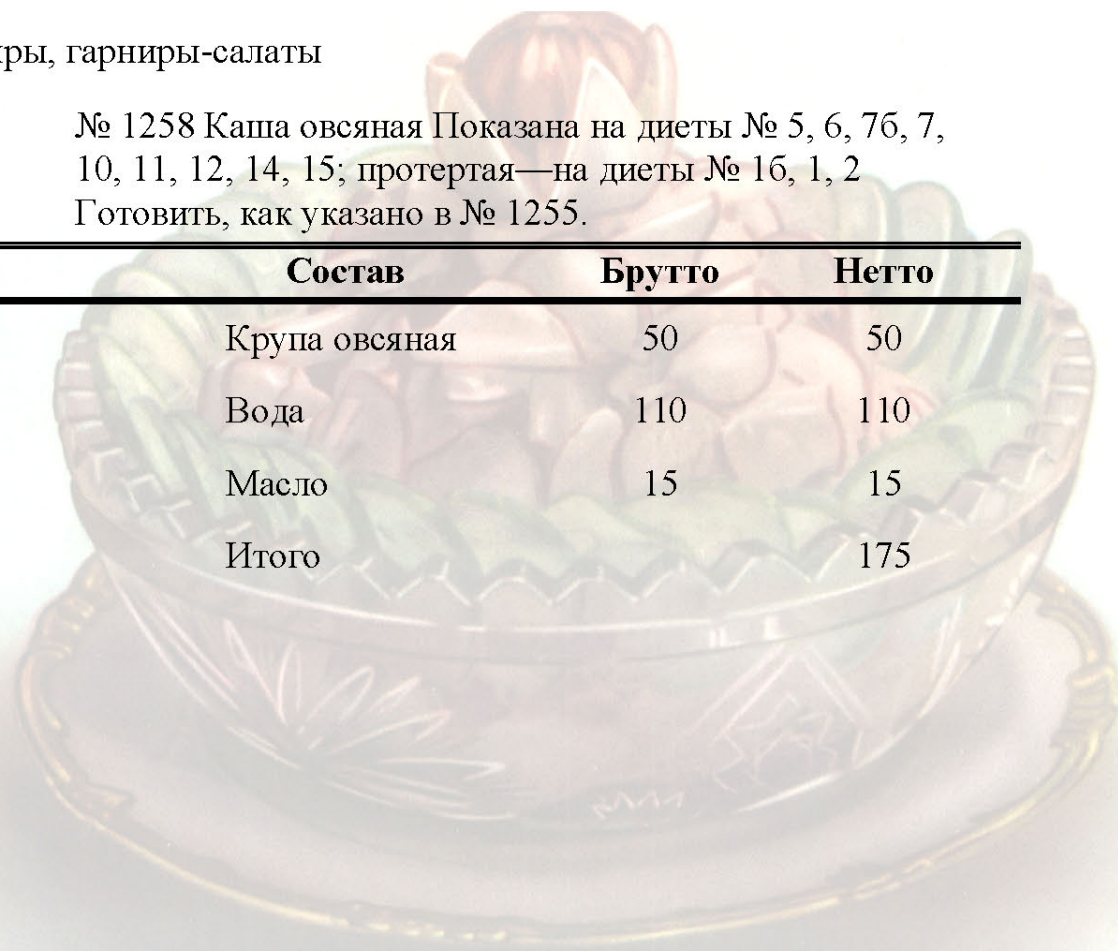 гарниры-салаты
№ 1258 Каша овсяная Показана на диеты № 5, 6, 7б, 7,
10, 11, 12, 14, 15; протертая—на диеты № 1б, 1, 2
Готовить, как указано в № 1255.
Состав Брутто Нетто
Крупа овсяная 50 50
Вода 110 110
Масло 15 15
Итого 175